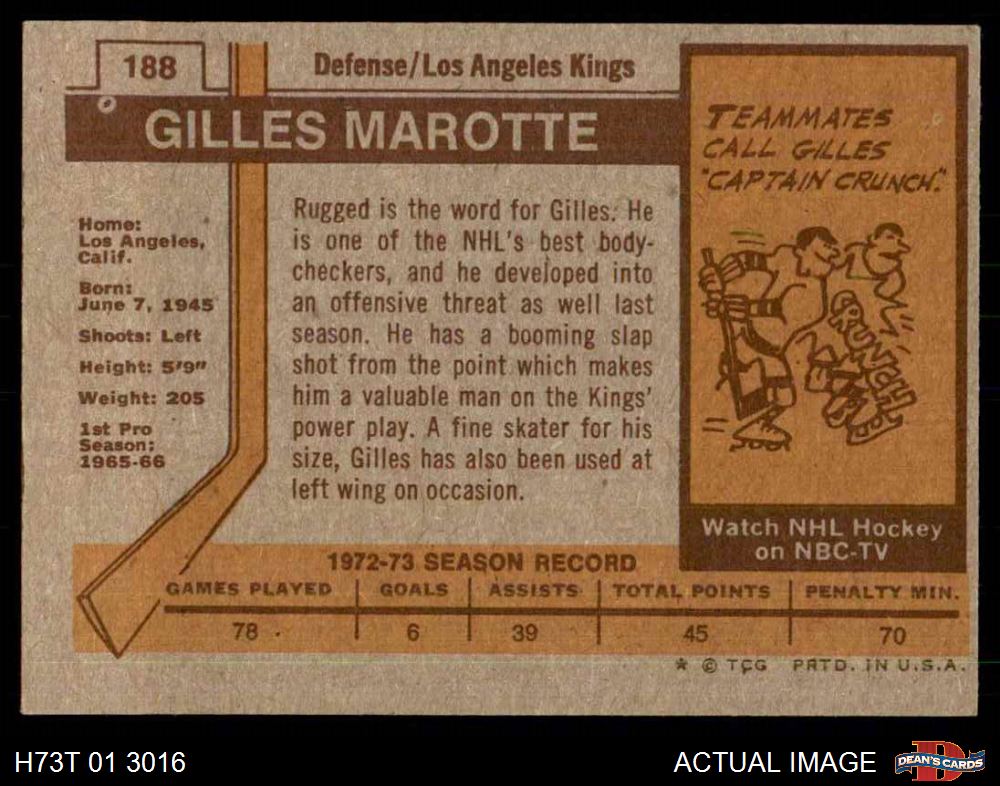 188
Defense/Los Angeles Kings
GILLES MAROTTE
TEAMMATES
CALL GILLES
"CAPTAIN CRUNCH."
CRUNCH!
Home:
Los Angeles,
Calif.
Born:
June 7, 1945
Shoots: Left
Height: 5'9"
Weight: 205
1st Pro
Season:
1965-66
Rugged is the word for Gilles. He
is one of the NHL's best body-
checkers, and he developed into
an offensive threat as well last
season. He has a booming slap
shot from the point which makes
him a valuable man on the Kings'
power play. A fine skater for his
size, Gilles has also been used at
left wing on occasion.
Watch NHL Hockey
on NBC-TV
1972-73 SEASON RECORD
GAMES PLAYED GOALS ASSISTS TOTAL POINTS PENALTY MIN.
78 6 39 45 70
* © TCG PRTD. IN U.S.A.
H73T 01 3016
ACTUAL IMAGE
D
DEAN'S CARDS